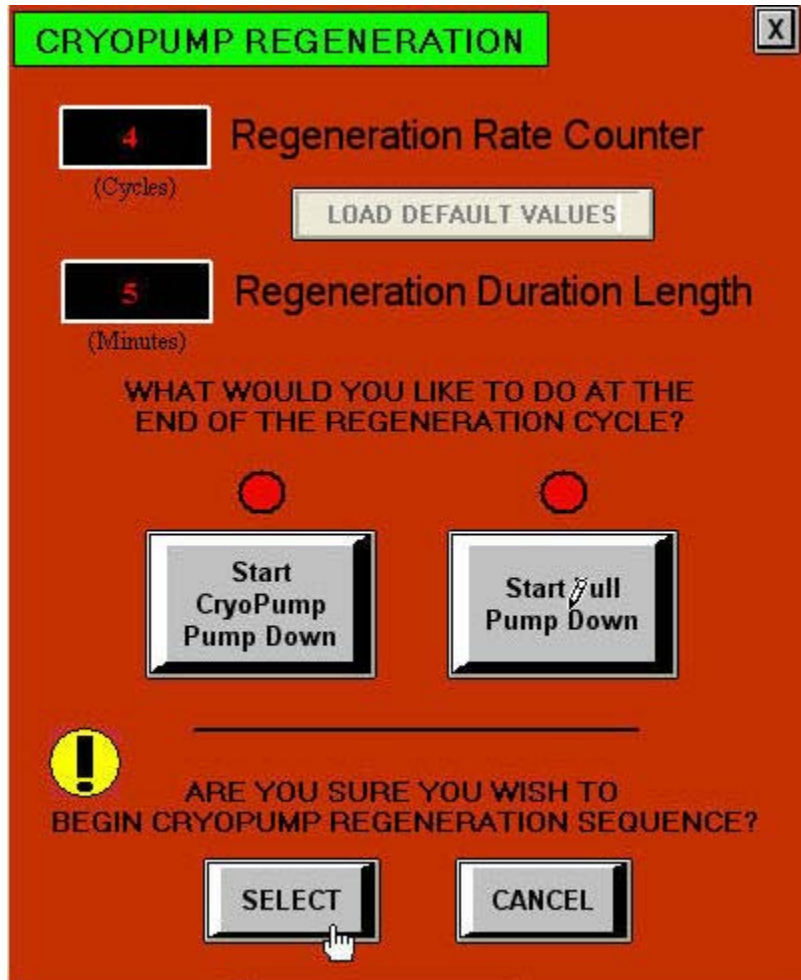 CRYOPUMP REGENERATION
X
4
Regeneration Rate Counter
(Cycles)
LOAD DEFAULT VALUES
5
Regeneration Duration Length
(Minutes)
WHAT WOULD YOU LIKE TO DO AT THE
END OF THE REGENERATION CYCLE?
Start
CryoPump
Pump Down
Start Full
Pump Down
!
ARE YOU SURE YOU WISH TO
BEGIN CRYOPUMP REGENERATION SEQUENCE?
SELECT
CANCEL